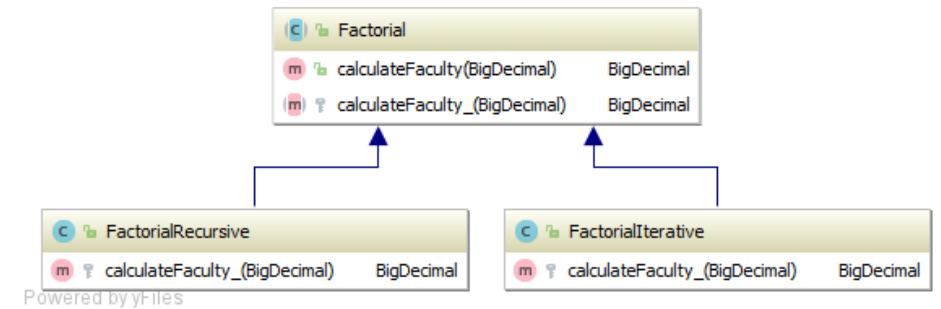 Factorial
calculateFaculty(BigDecimal) BigDecimal
calculateFaculty_(BigDecimal) BigDecimal
FactorialRecursive
calculateFaculty_(BigDecimal) BigDecimal
FactorialIterative
calculateFaculty_(BigDecimal) BigDecimal
Powered by yFiles